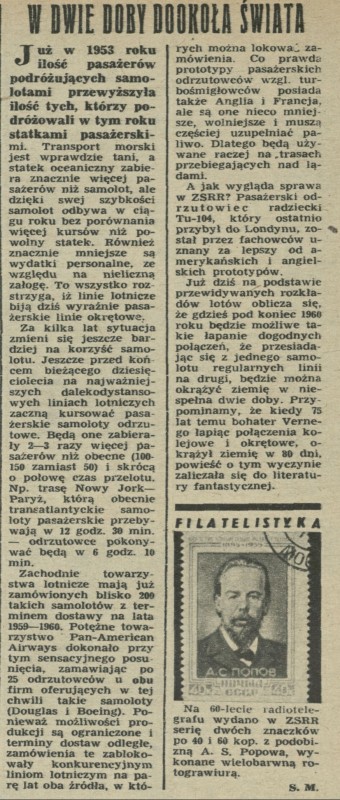 W DWIE DOBY DOOKOŁA ŚWIATA
Już w 1953 roku
ilość pasażerów
podróżujących samo-
lotami przewyższyła
ilość tych, którzy po-
dróżowali w tym roku
statkami pasażerski-
mi. Transport morski
jest wprawdzie tani, a
statek oceaniczny zabie-
ra znacznie więcej pa-
sażerów niż samolot, ale
dzięki swej szybkości
samolot odbywa w cią-
gu roku bez porównania
więcej kursów niż po-
wolny statek. Również
znacznie mniejsze są
wydatki personalne, ze
względu na nieliczną
załogę. To wszystko roz-
strzyga, iż linie lotnicze
biją dziś wyraźnie pasa-
żerskie linie okrętowe.
Za kilka lat sytuacja
zmieni się jeszcze bar-
dziej na korzyść samo-
lotu. Jeszcze przed koń-
cem bieżącego dziesię-
ciolecia na najważniej-
szych dalekodystanso-
wych liniach lotniczych
zaczną kursować pasa-
żerskie samoloty odrzu-
towe. Będą one zabiera-
ły 2—3 razy więcej pasa-
żerów niż obecne (100-
150 zamiast 50) i skrócą
o połowę czas przelotu.
Np. trasę Nowy Jork—
Paryż, którą obecnie
transatlantyckie samo-
loty pasażerskie przeby-
wają w 12 godz. 30 min.
— odrzutowce pokony-
wać będą w 6 godz. 10
min.
Zachodnie towarzy-
stwa lotnicze mają już
zamówionych blisko 200
takich samolotów z ter-
minem dostawy na lata
1959—1960. Potężne towa-
rzystwo Pan-American
Airways dokonało przy
tym sensacyjnego posu-
nięcia, zamawiając po
25 odrzutowców u obu
firm oferujących w tej
chwili takie samoloty
(Douglas i Boeing). Po-
nieważ możliwości pro-
dukcji są ograniczone i
terminy dostaw odległe,
zamówienia te zabloko-
wały konkurencyjnym
liniom lotniczym na pa-
rę lat oba źródła, w któ-
rych można lokować za-
mówienia. Co prawda
prototypy pasażerskich
odrzutowców wzgl. tur-
bośmigłowców posiada
także Anglia i Francja,
ale są one nieco mniej-
sze, wolniejsze i muszą
częściej uzupełniać pa-
liwo. Dlatego będą uży-
wane raczej na trasach
przebiegających nad lą-
dami.
A jak wygląda sprawa
w ZSRR? Pasażerski od-
rzutowiec radziecki
Tu-104, który ostatnio
przybył do Londynu, zo-
stał przez fachowców u-
znany za lepszy od a-
merykańskich i angiel-
skich prototypów.
Już dziś na podstawie
przewidywanych rozkła-
dów lotów oblicza się,
że gdzieś pod koniec 1960
roku będzie możliwe ta-
kie łapanie dogodnych
połączeń, że przesiada-
jąc się z jednego samo-
lotu regularnych linii
na drugi, będzie można
okrążyć ziemię w nie-
spełna dwie doby. Przy-
pominamy, że kiedy 75
lat temu bohater Verne-
go łapiąc połączenia ko-
lejowe i okrętowe, o-
krążył ziemię w 80 dni,
powieść o tym wyczynie
zaliczała się do literatu-
ry fantastycznej.
FILATELISTYKA
А.С.ПОПОВ
40 ПОЧТА СССР 40
Na 60-lecie radiotele-
grafu wydano w ZSRR
serię dwóch znaczków
po 40 i 60 kop. z podobi-
zną A. S. Popowa, wy-
konane wielobarwną ro-
tograwiurą.
S. M.